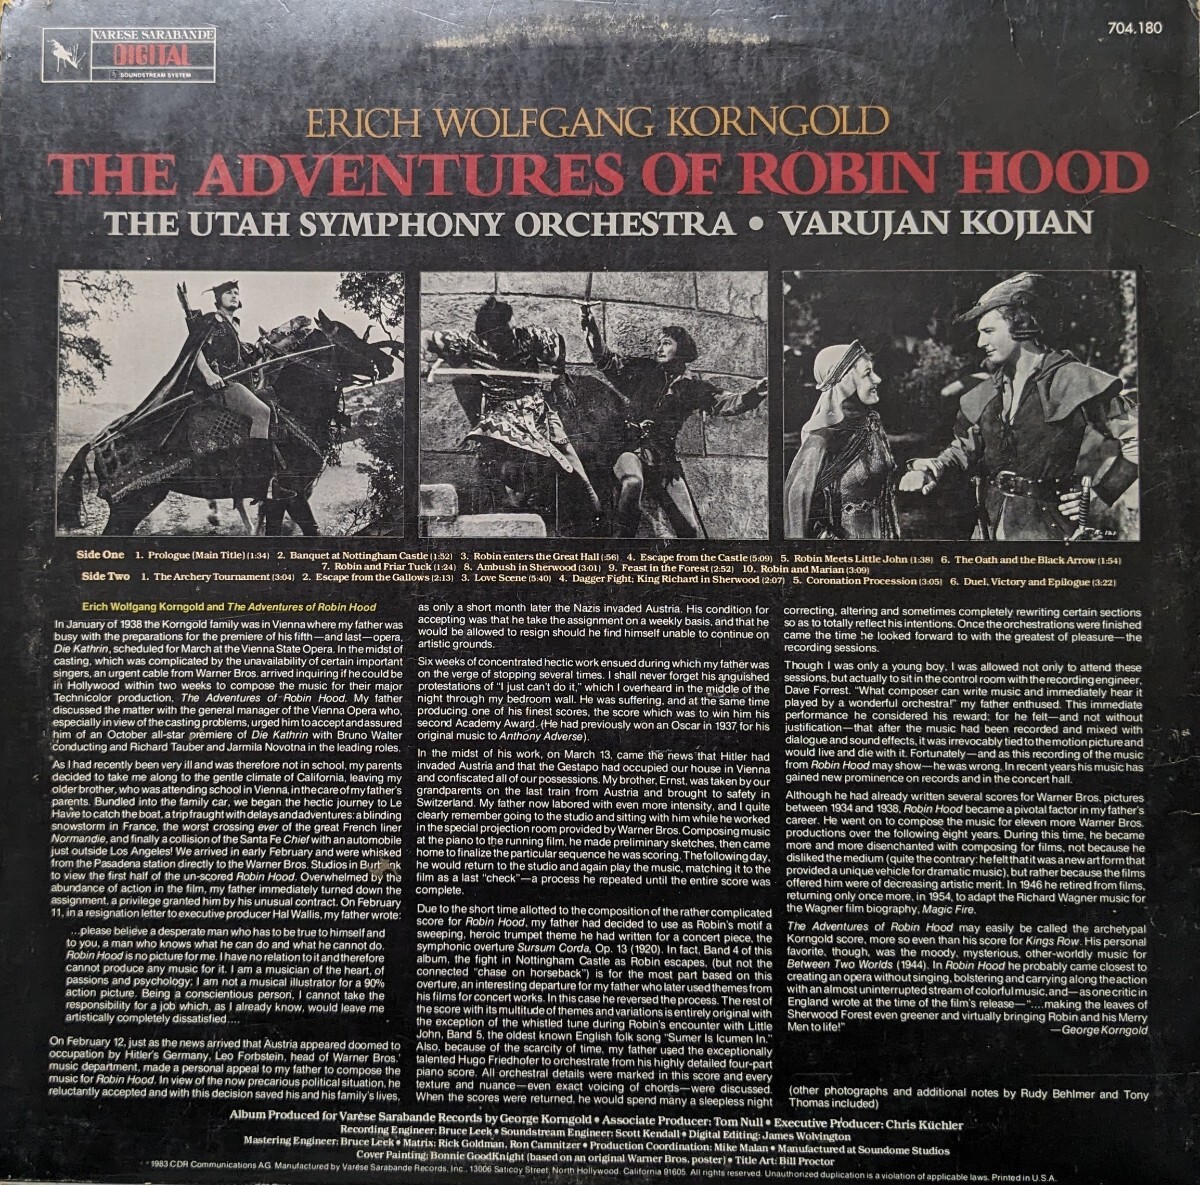 VARESE SARABANDE
DIGITAL
SOUNDSTREAM SYSTEM
704.180
ERICH WOLFGANG KORNGOLD
THE ADVENTURES OF ROBIN HOOD
THE UTAH SYMPHONY ORCHESTRA • VARUJAN KOJIAN
Side One 1. Prologue (Main Title) (1:34) 2. Banquet at Nottingham Castle (1:52) 3. Robin enters the Great Hall (:56) 4. Escape from the Castle (5:09) 5. Robin Meets Little John (1:38) 6. The Oath and the Black Arrow (1:54)
7. Robin and Friar Tuck (1:24) 8. Ambush in Sherwood (3:01) 9. Feast in the Forest (2:52) 10. Robin and Marian (3:09)
Side Two 1. The Archery Tournament (3:04) 2. Escape from the Gallows (2:13) 3. Love Scene (5:40) 4. Dagger Fight; King Richard in Sherwood (2:07) 5. Coronation Procession (3:05) 6. Duel, Victory and Epilogue (3:22)
Erich Wolfgang Korngold and The Adventures of Robin Hood
In January of 1938 the Korngold family was in Vienna where my father was
busy with the preparations for the premiere of his fifth—and last—opera,
Die Kathrin, scheduled for March at the Vienna State Opera. In the midst of
casting, which was complicated by the unavailability of certain important
singers, an urgent cable from Warner Bros. arrived inquiring if he could be
in Hollywood within two weeks to compose the music for their major
Technicolor production, The Adventures of Robin Hood. My father
discussed the matter with the general manager of the Vienna Opera who,
especially in view of the casting problems, urged him to accept and assured
him of an October all-star premiere of Die Kathrin with Bruno Walter
conducting and Richard Tauber and Jarmila Novotna in the leading roles.
As I had recently been very ill and was therefore not in school, my parents
decided to take me along to the gentle climate of California, leaving my
older brother, who was attending school in Vienna, in the care of my father's
parents. Bundled into the family car, we began the hectic journey to Le
Havre to catch the boat, a trip fraught with delays and adventures: a blinding
snowstorm in France, the worst crossing ever of the great French liner
Normandie, and finally a collision of the Santa Fe Chief with an automobile
just outside Los Angeles! We arrived in early February and were whisked
from the Pasadena station directly to the Warner Bros. Studios in Burbank
to view the first half of the un-scored Robin Hood. Overwhelmed by the
abundance of action in the film, my father immediately turned down the
assignment, a privilege granted him by his unusual contract. On February
11, in a resignation letter to executive producer Hal Wallis, my father wrote:
...please believe a desperate man who has to be true to himself and
to you, a man who knows what he can do and what he cannot do.
Robin Hood is no picture for me. I have no relation to it and therefore
cannot produce any music for it. I am a musician of the heart, of
passions and psychology; I am not a musical illustrator for a 90%
action picture. Being a conscientious person, I cannot take the
responsibility for a job which, as I already know, would leave me
artistically completely dissatisfied....
On February 12, just as the news arrived that Austria appeared doomed to
occupation by Hitler's Germany, Leo Forbstein, head of Warner Bros.'
music department, made a personal appeal to my father to compose the
music for Robin Hood. In view of the now precarious political situation, he
reluctantly accepted and with this decision saved his and his family's lives,
as only a short month later the Nazis invaded Austria. His condition for
accepting was that he take the assignment on a weekly basis, and that he
would be allowed to resign should he find himself unable to continue on
artistic grounds.
Six weeks of concentrated hectic work ensued during which my father was
on the verge of stopping several times. I shall never forget his anguished
protestations of "I just can't do it," which I overheard in the middle of the
night through my bedroom wall. He was suffering, and at the same time
producing one of his finest scores, the score which was to win him his
second Academy Award. (He had previously won an Oscar in 1937 for his
original music to Anthony Adverse).
In the midst of his work, on March 13, came the news that Hitler had
invaded Austria and that the Gestapo had occupied our house in Vienna
and confiscated all of our possessions. My brother, Ernst, was taken by our
grandparents on the last train from Austria and brought to safety in
Switzerland. My father now labored with even more intensity, and I quite
clearly remember going to the studio and sitting with him while he worked
in the special projection room provided by Warner Bros. Composing music
at the piano to the running film, he made preliminary sketches, then came
home to finalize the particular sequence he was scoring. The following day,
he would return to the studio and again play the music, matching it to the
film as a last "check"—a process he repeated until the entire score was
complete.
Due to the short time allotted to the composition of the rather complicated
score for Robin Hood, my father had decided to use as Robin's motif a
sweeping, heroic trumpet theme he had written for a concert piece, the
symphonic overture Sursum Corda, Op. 13 (1920). In fact, Band 4 of this
album, the fight in Nottingham Castle as Robin escapes, (but not the
connected "chase on horseback") is for the most part based on this
overture, an interesting departure for my father who later used themes from
his films for concert works. In this case he reversed the process. The rest of
the score with its multitude of themes and variations is entirely original with
the exception of the whistled tune during Robin's encounter with Little
John, Band 5, the oldest known English folk song "Sumer Is Icumen In."
Also, because of the scarcity of time, my father used the exceptionally
talented Hugo Friedhofer to orchestrate from his highly detailed four-part
piano score. All orchestral details were marked in this score and every
texture and nuance—even exact voicing of chords—were discussed.
When the scores were returned, he would spend many a sleepless night
correcting, altering and sometimes completely rewriting certain sections
so as to totally reflect his intentions. Once the orchestrations were finished
came the time he looked forward to with the greatest of pleasure—the
recording sessions.
Though I was only a young boy, I was allowed not only to attend these
sessions, but actually to sit in the control room with the recording engineer,
Dave Forrest. "What composer can write music and immediately hear it
played by a wonderful orchestra!" my father enthused. This immediate
performance he considered his reward; for he felt—and not without
justification—that after the music had been recorded and mixed with
dialogue and sound effects, it was irrevocably tied to the motion picture and
would live and die with it. Fortunately—and as this recording of the music
from Robin Hood may show—he was wrong. In recent years his music has
gained new prominence on records and in the concert hall.
Although he had already written several scores for Warner Bros. pictures
between 1934 and 1938, Robin Hood became a pivotal factor in my father's
career. He went on to compose the music for eleven more Warner Bros.
productions over the following eight years. During this time, he became
more and more disenchanted with composing for films, not because he
disliked the medium (quite the contrary: he felt that it was a new art form that
provided a unique vehicle for dramatic music), but rather because the films
offered him were of decreasing artistic merit. In 1946 he retired from films,
returning only once more, in 1954, to adapt the Richard Wagner music for
the Wagner film biography, Magic Fire.
The Adventures of Robin Hood may easily be called the archetypal
Korngold score, more so even than his score for Kings Row. His personal
favorite, though, was the moody, mysterious, other-worldly music for
Between Two Worlds (1944). In Robin Hood he probably came closest to
creating an opera without singing, bolstering and carrying along the action
with an almost uninterrupted stream of colorful music, and—as one critic in
England wrote at the time of the film's release—"....making the leaves of
Sherwood Forest even greener and virtually bringing Robin and his Merry
Men to life!"
—George Korngold
(other photographs and additional notes by Rudy Behlmer and Tony
Thomas included)
Album Produced for Varèse Sarabande Records by George Korngold • Associate Producer: Tom Null • Executive Producer: Chris Küchler
Recording Engineer: Bruce Leek • Soundstream Engineer: Scott Kendall • Digital Editing: James Wolvington
Mastering Engineer: Bruce Leek • Matrix: Rick Goldman, Ron Camnitzer • Production Coordination: Mike Malan • Manufactured at Soundome Studios
Cover Painting: Bonnie GoodKnight (based on an original Warner Bros. poster) • Title Art: Bill Proctor
1983 CDR Communications AG. Manufactured by Varèse Sarabande Records, Inc., 13006 Saticoy Street, North Hollywood, California 91605. All rights reserved. Unauthorized duplication is a violation of applicable laws. Printed in U.S.A.